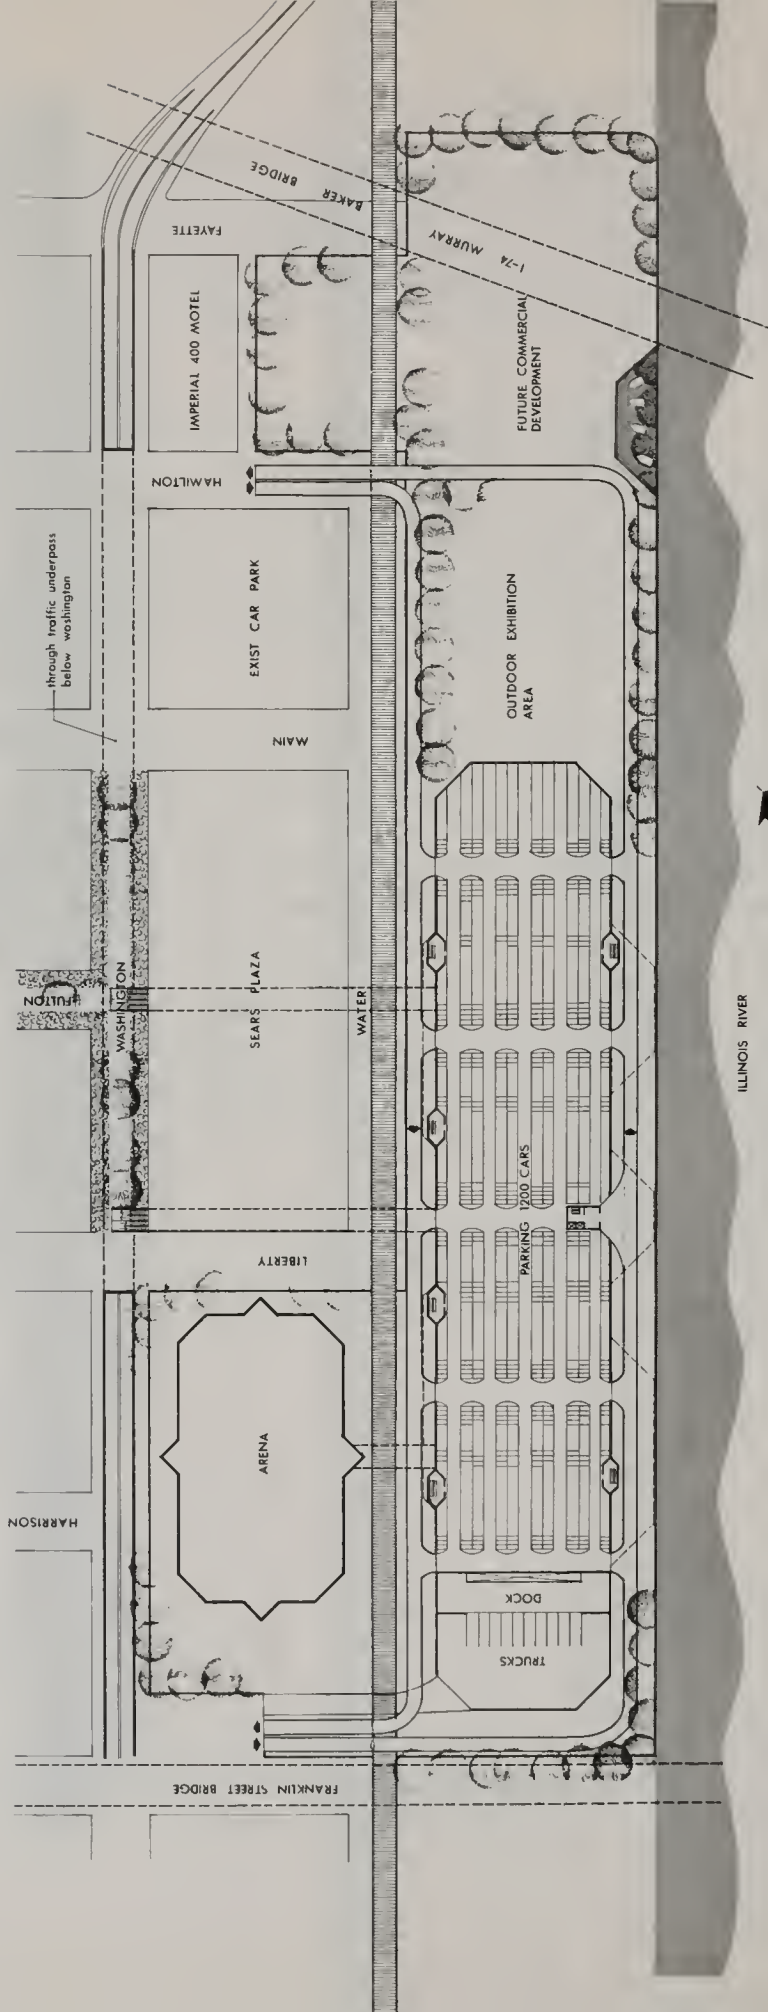 I-74 MURRAY BAKER BRIDGE
FAYETTE
IMPERIAL 400 MOTEL
FUTURE COMMERCIAL
DEVELOPMENT
HAMILTON
through traffic underpass
below washington
EXIST CAR PARK
OUTDOOR EXHIBITION
AREA
MAIN
FULTON
WASHINGTON
SEARS PLAZA
WATER
ILLINOIS RIVER
PARKING 1200 CARS
LIBERTY
ARENA
HARRISON
DOCK
TRUCKS
FRANKLIN STREET BRIDGE